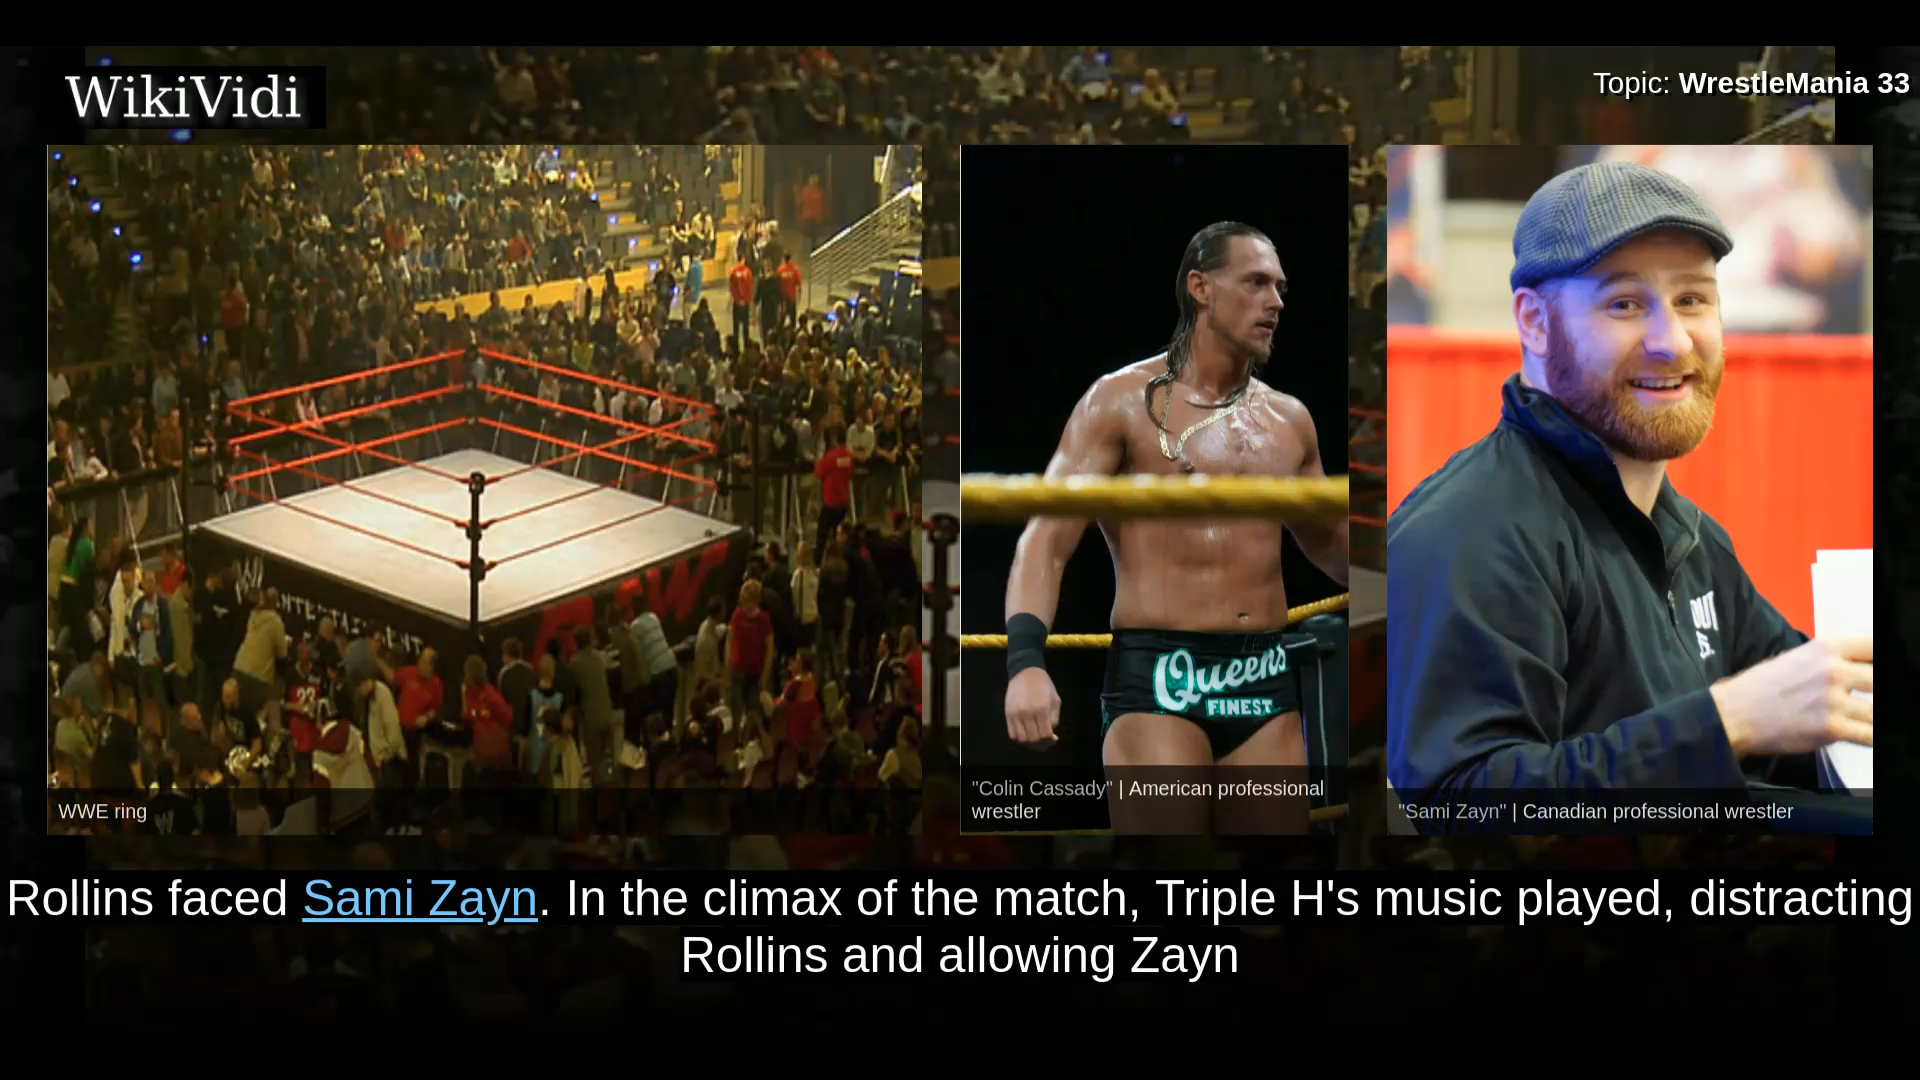 WikiVidi
Topic: WrestleMania 33
Queens
FINEST
OUT
WWE ring
"Colin Cassady" | American professional
wrestler
"Sami Zayn" | Canadian professional wrestler
Rollins faced Sami Zayn. In the climax of the match, Triple H's music played, distracting
Rollins and allowing Zayn